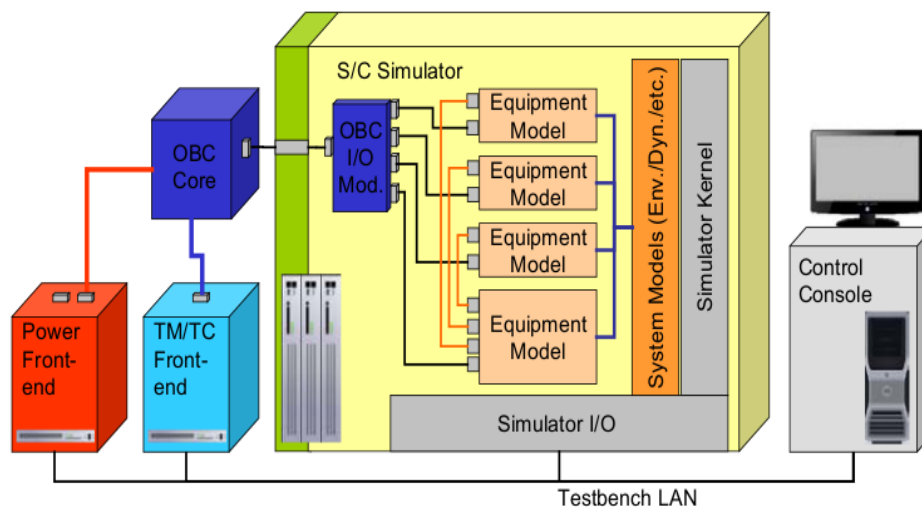 S/C Simulator
OBC
Core
OBC
I/O
Mod.
Equipment
Model
Equipment
Model
Equipment
Model
Equipment
Model
System Models (Env./Dyn./etc.)
Simulator Kernel
Control
Console
Power
Front-
end
TM/TC
Front-
end
Simulator I/O
Testbench LAN